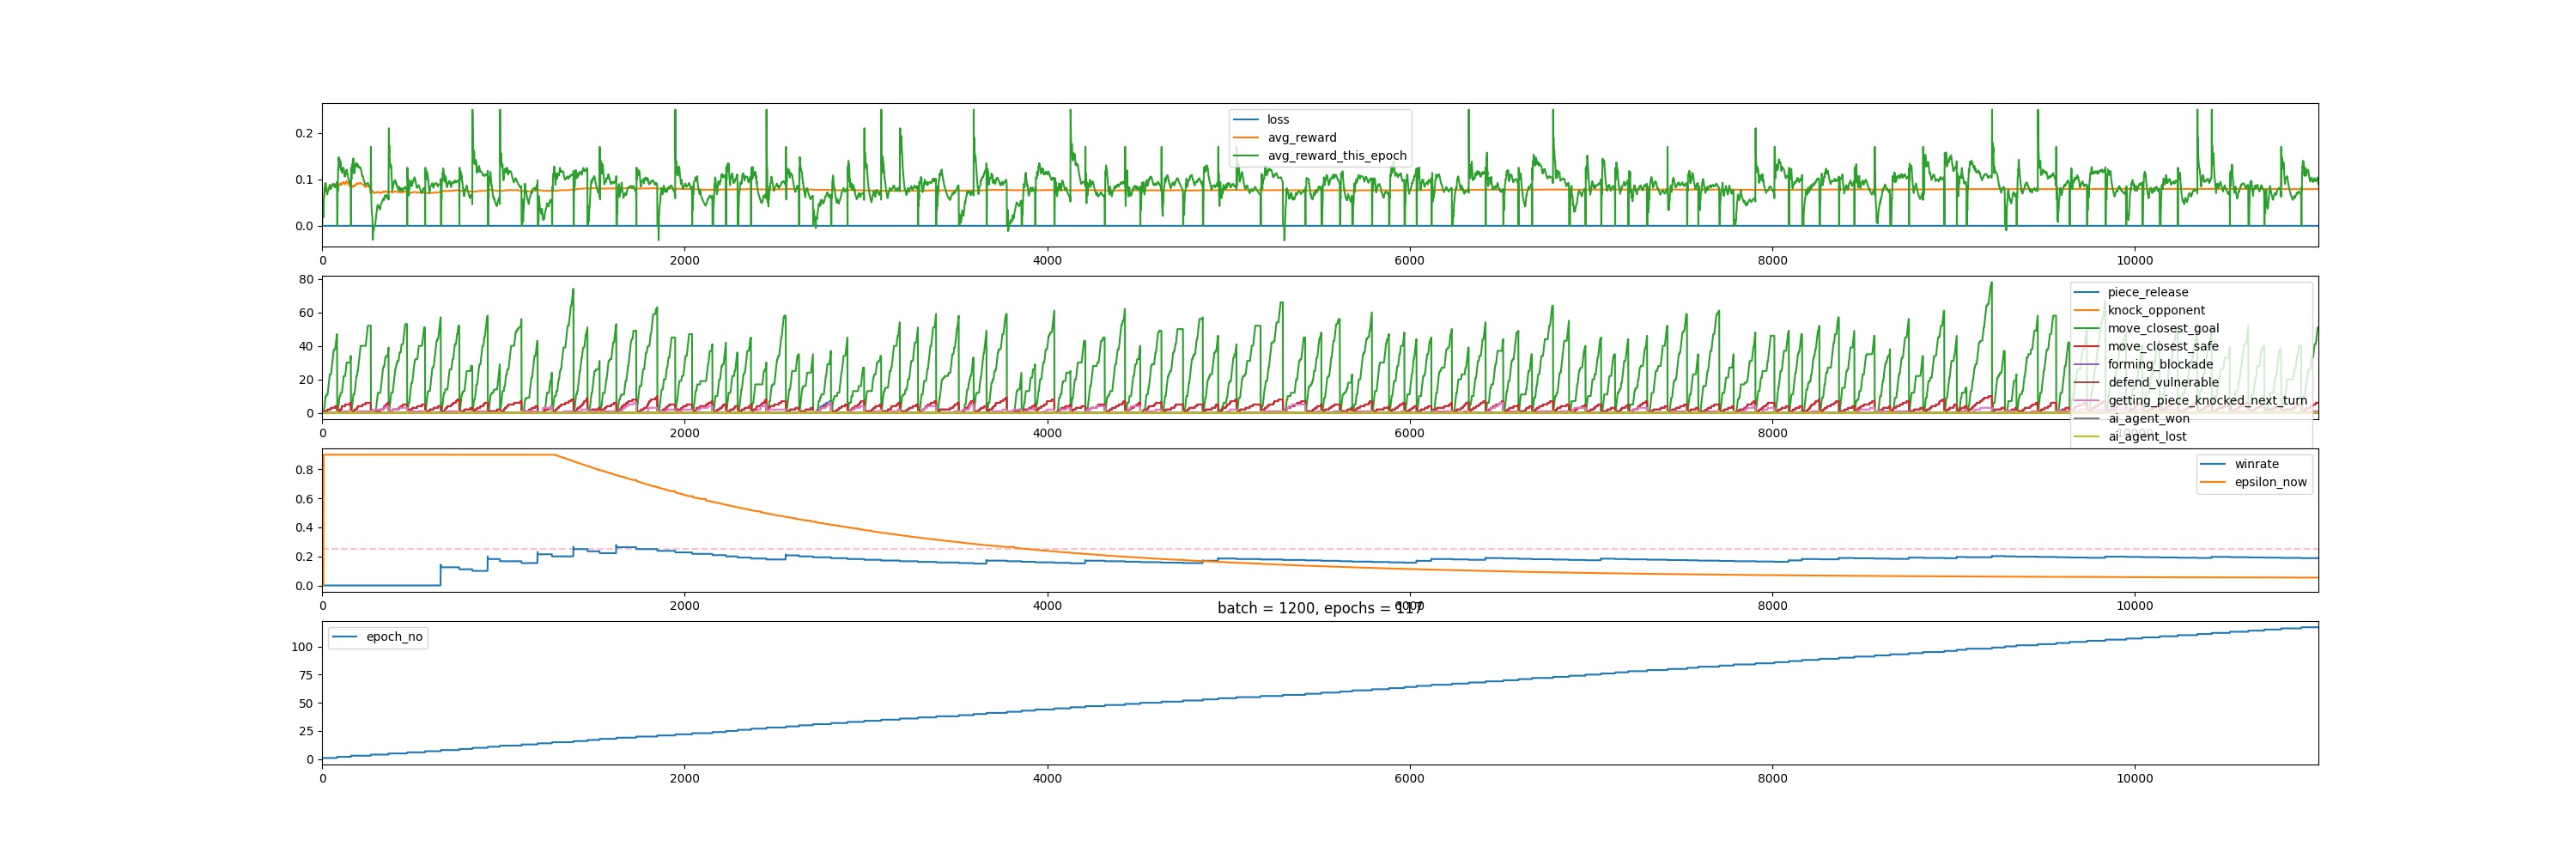 0.2
0.1
0.0
loss
avg_reward
avg_reward_this_epoch
0 2000 4000 6000 8000 10000
80
60
40
20
0
piece_release
knock_opponent
move_closest_goal
move_closest_safe
forming_blockade
defend_vulnerable
getting_piece_knocked_next_turn
ai_agent_won
ai_agent_lost
0 2000 4000 6000 8000 10000
0.8
0.6
0.4
0.2
0.0
winrate
epsilon_now
0 2000 4000 6000 8000 10000
batch = 1200, epochs = 117
100
75
50
25
0
epoch_no
0 2000 4000 6000 8000 10000